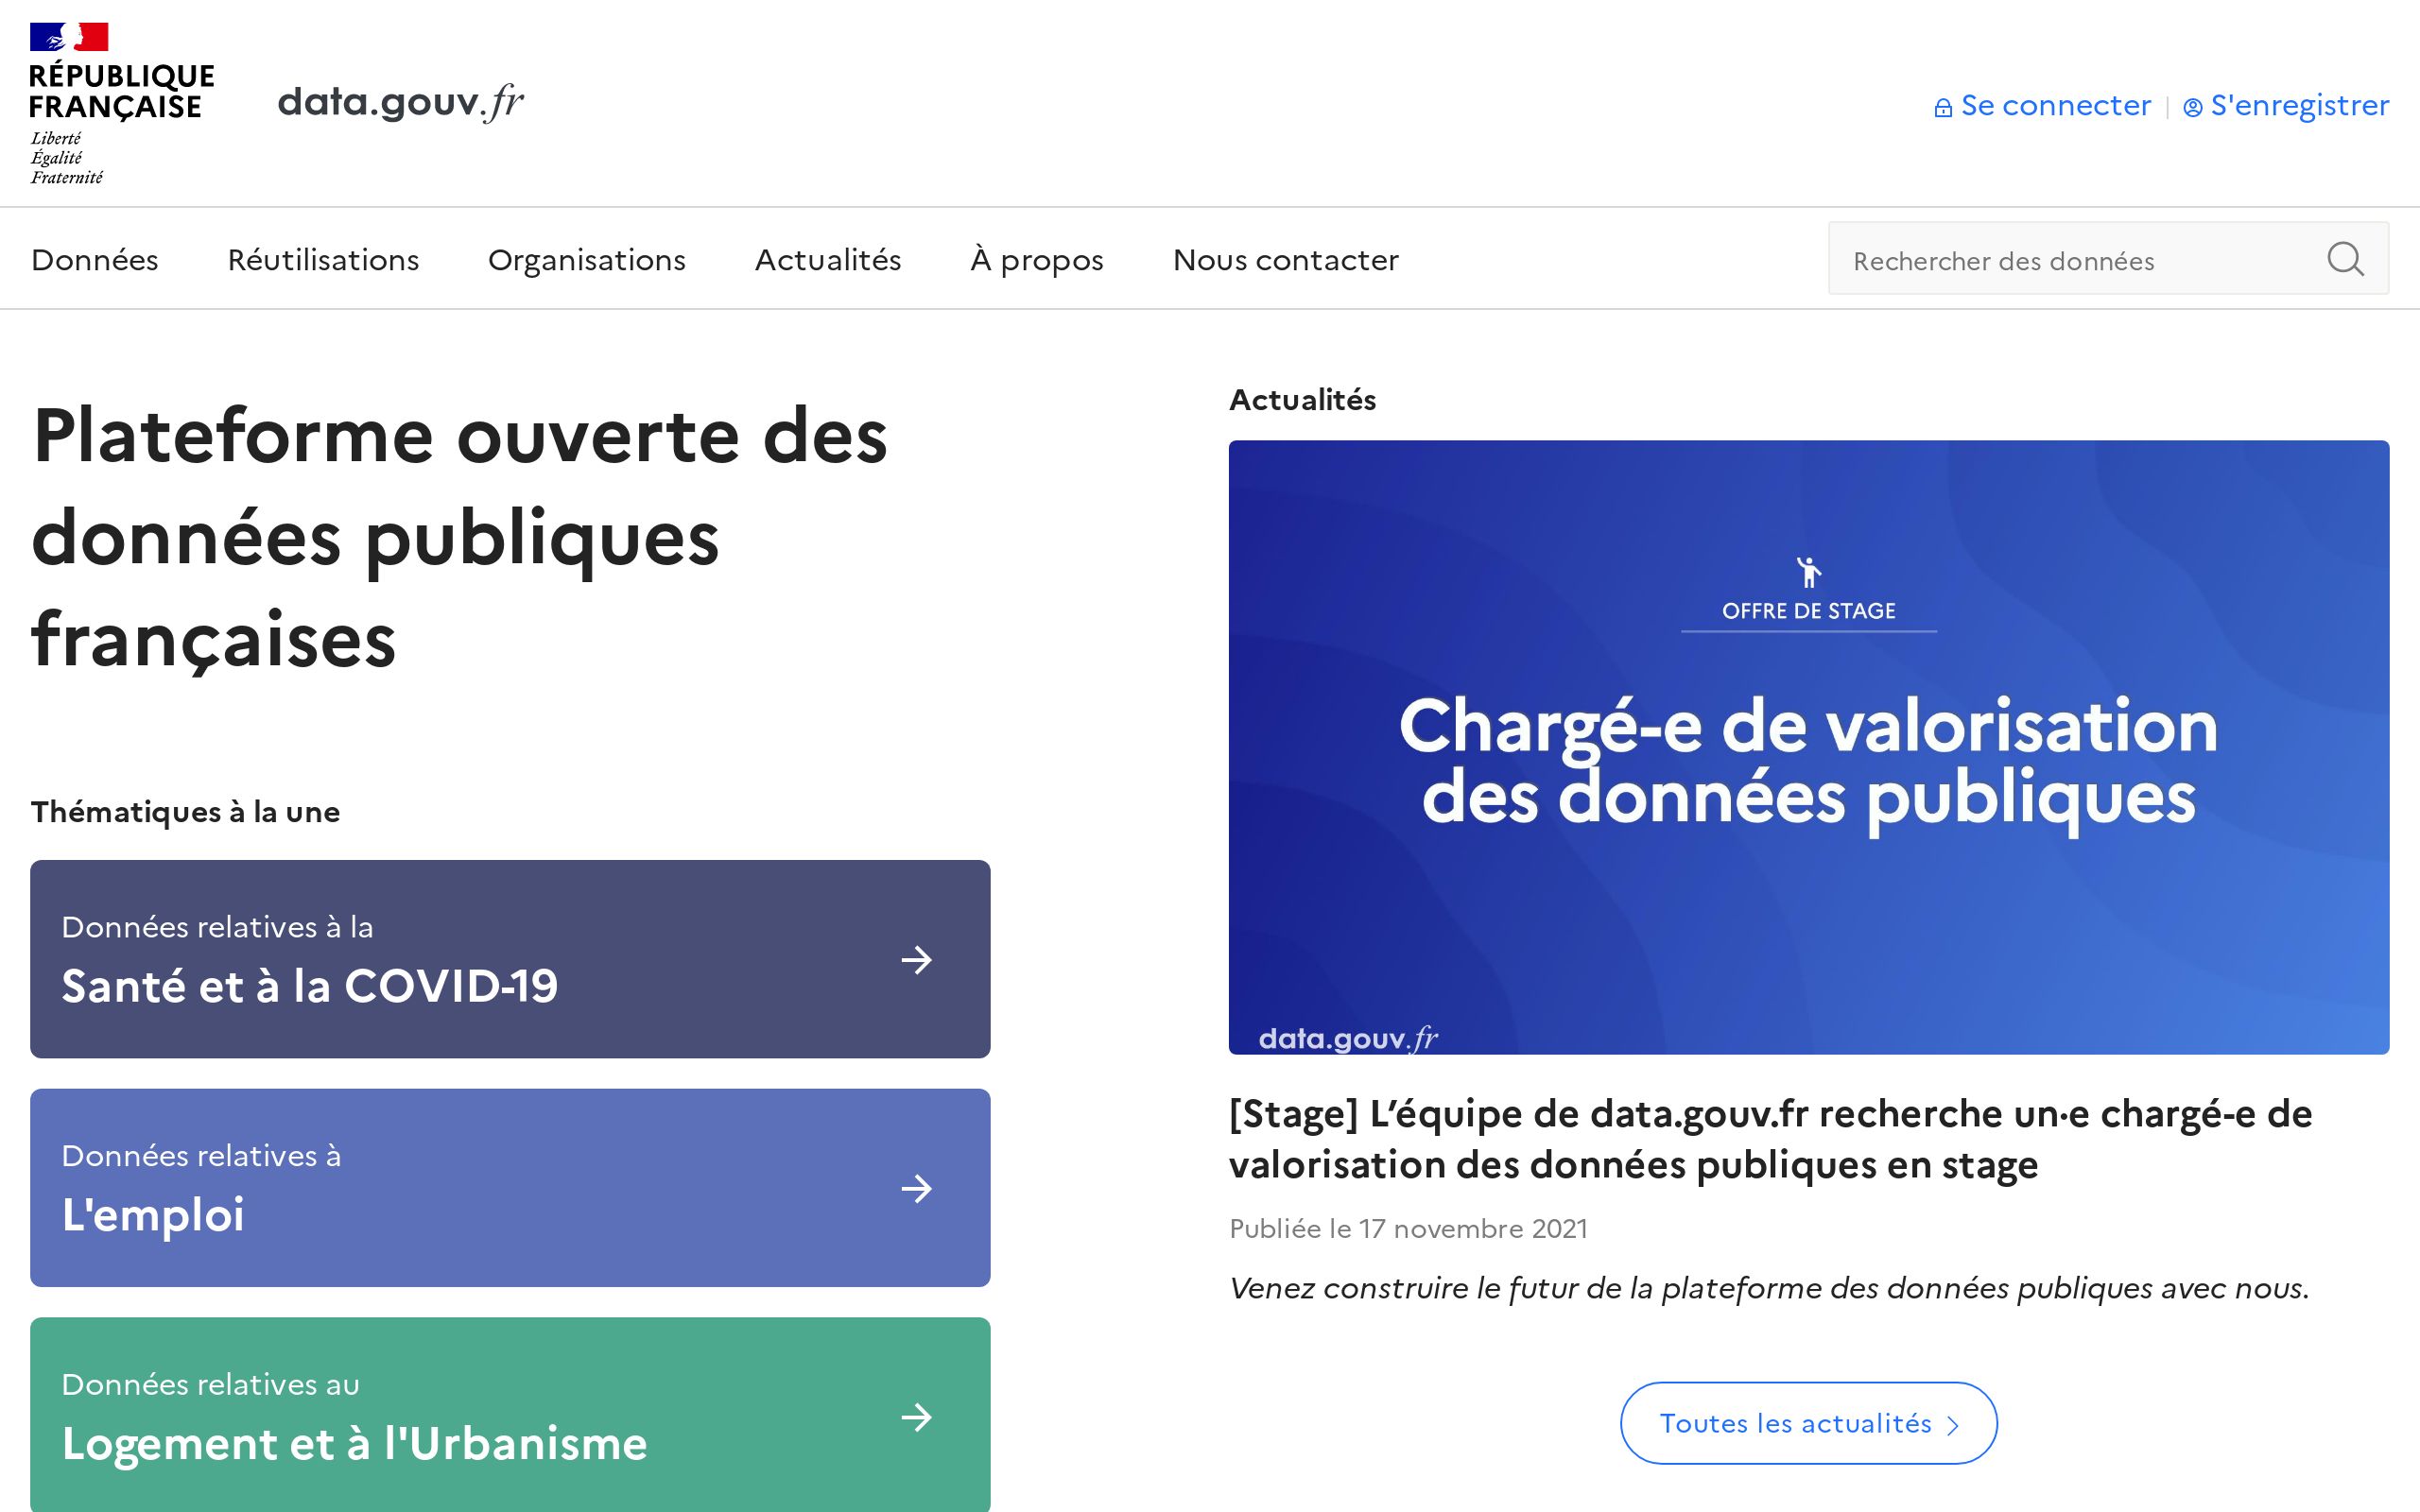 RÉPUBLIQUE
FRANÇAISE
Liberté
Égalité
Fraternité
data.gouv.fr
Se connecter
S'enregistrer
Données
Réutilisations
Organisations
Actualités
À propos
Nous contacter
Rechercher des données
Plateforme ouverte des
données publiques
françaises
Thématiques à la une
Données relatives à la
Santé et à la COVID-19
Données relatives à
L'emploi
Données relatives au
Logement et à l'Urbanisme
Actualités
OFFRE DE STAGE
Chargé-e de valorisation
des données publiques
data.gouv.fr
[Stage] L’équipe de data.gouv.fr recherche un·e chargé-e de
valorisation des données publiques en stage
Publiée le 17 novembre 2021
Venez construire le futur de la plateforme des données publiques avec nous.
Toutes les actualités